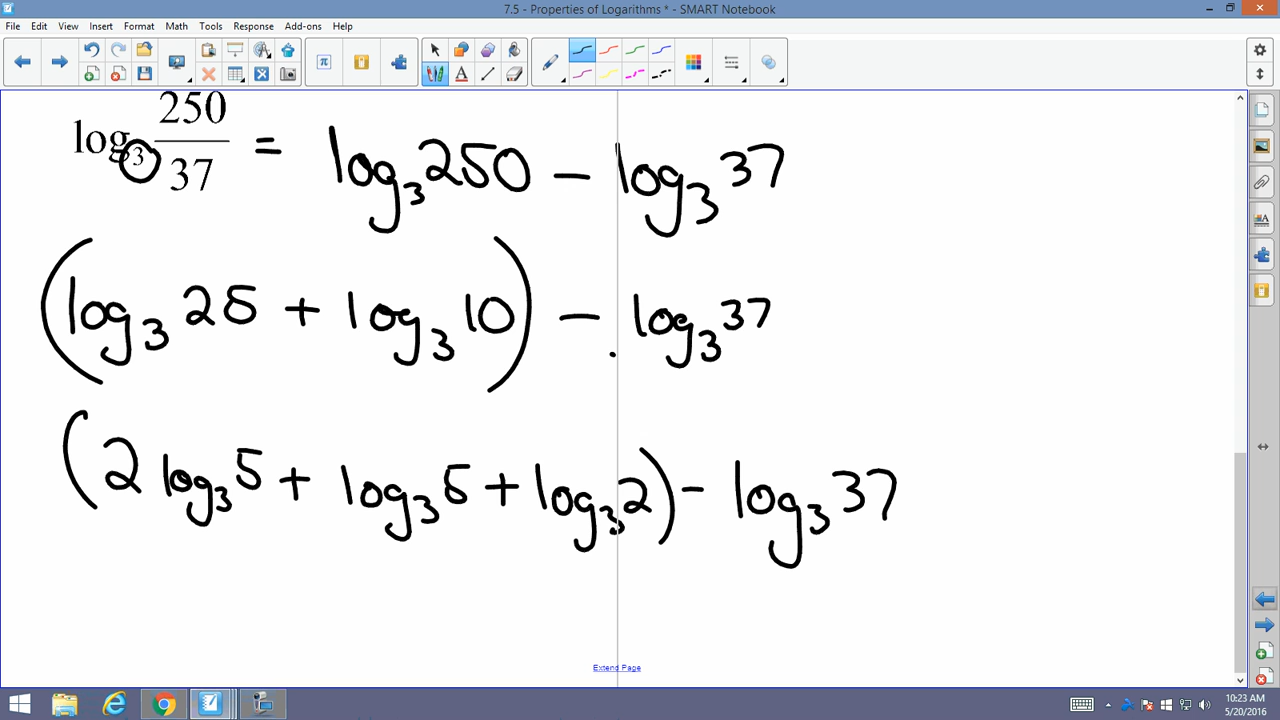 7.5 - Properties of Logarithms * - SMART Notebook
File Edit View Insert Format Math Tools Response Add-ons Help
log₃ 250/37 = log₃250 – log₃37
(log₃25 + log₃10) – log₃37
(2 log₃5 + log₃5 + log₃2) – log₃37
Extend Page
10:23 AM
5/20/2016